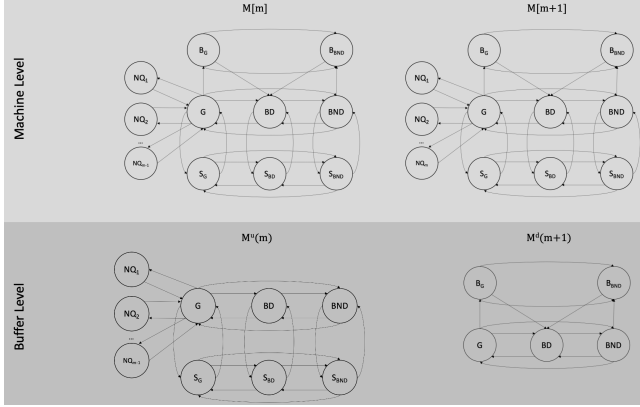 M[m]
M[m+1]
Machine Level
B_G
B_BND
B_G
B_BND
NQ_1
NQ_1
NQ_2
G
BD
BND
NQ_2
G
BD
BND
...
...
NQ_m-1
S_G
S_BD
S_BND
NQ_m
S_G
S_BD
S_BND
Buffer Level
M^u(m)
M^d(m+1)
NQ_1
B_G
B_BND
NQ_2
G
BD
BND
...
NQ_m-1
G
BD
BND
S_G
S_BD
S_BND